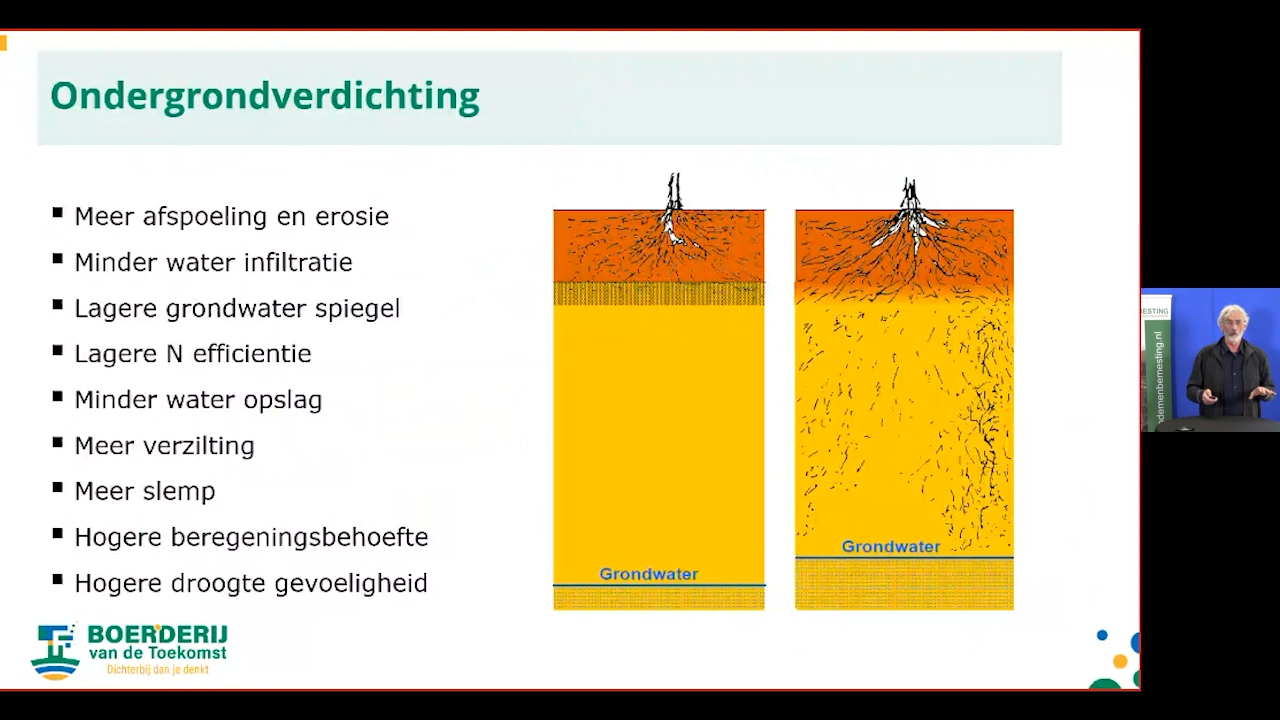 Ondergrondverdichting
Meer afspoeling en erosie
Minder water infiltratie
Lagere grondwater spiegel
Lagere N efficientie
Minder water opslag
Meer verzilting
Meer slemp
Hogere beregeningsbehoefte
Hogere droogte gevoeligheid
Grondwater
Grondwater
BOERDERIJ
van de Toekomst
Dichterbij dan je denkt